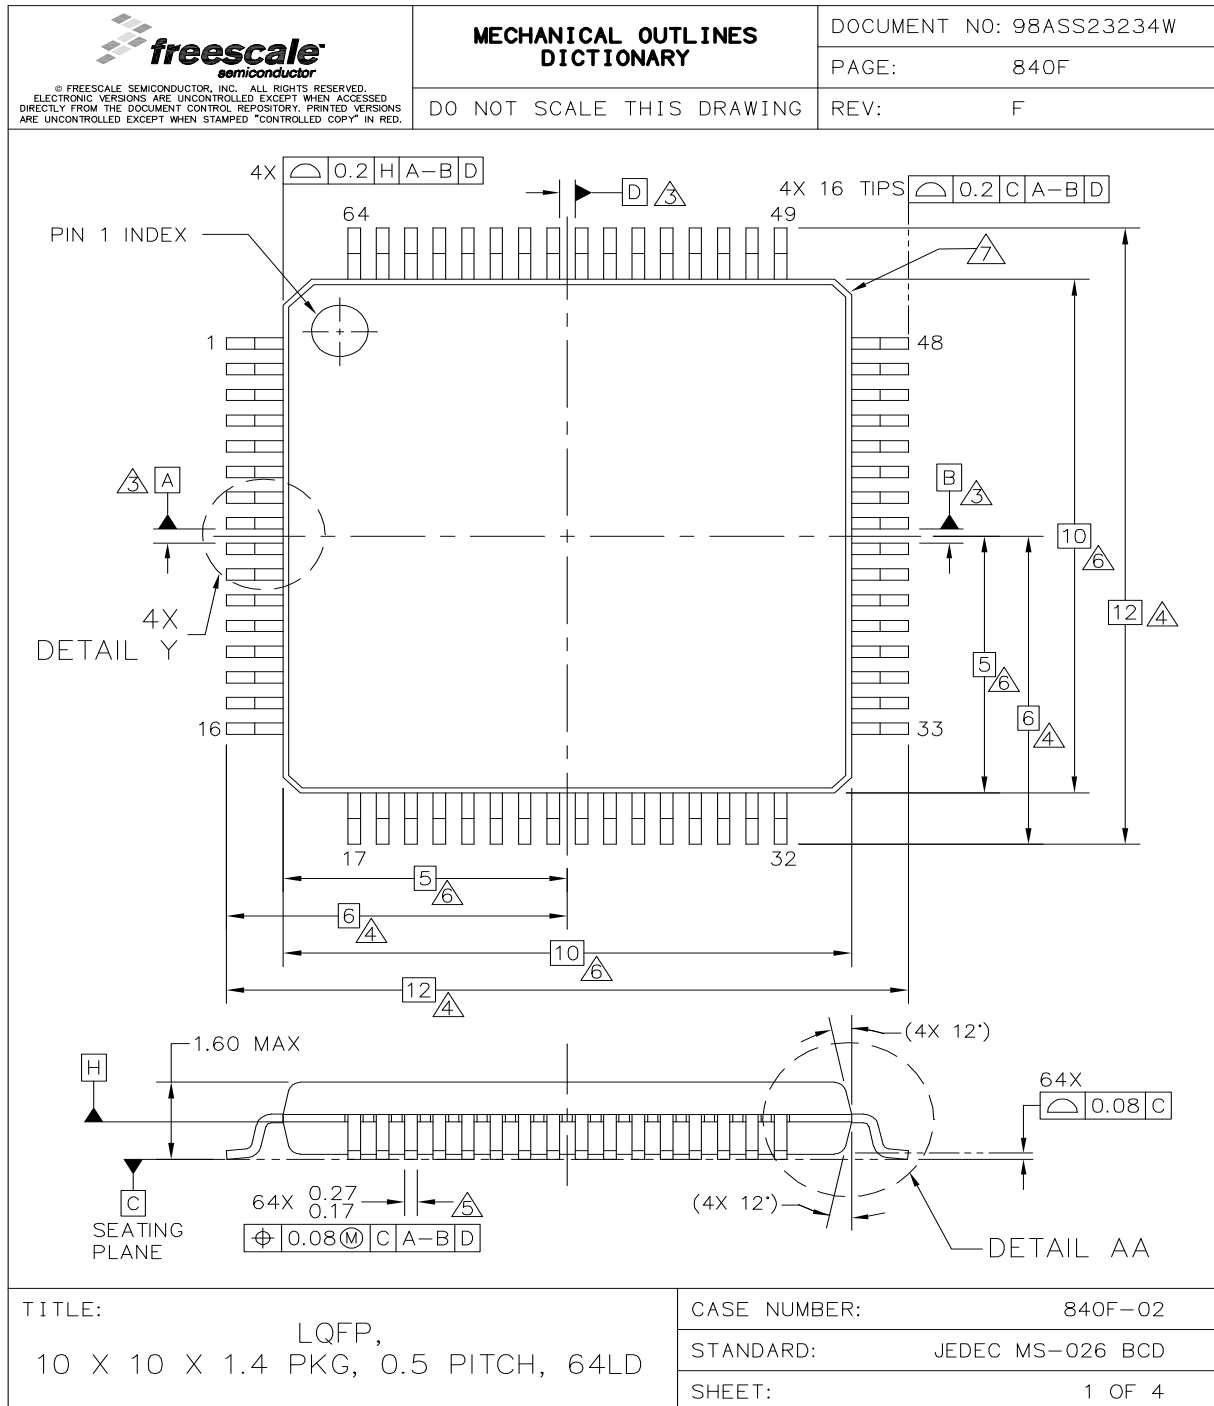 freescale
semiconductor
© FREESCALE SEMICONDUCTOR, INC. ALL RIGHTS RESERVED.
ELECTRONIC VERSIONS ARE UNCONTROLLED EXCEPT WHEN ACCESSED
DIRECTLY FROM THE DOCUMENT CONTROL REPOSITORY. PRINTED VERSIONS
ARE UNCONTROLLED EXCEPT WHEN STAMPED "CONTROLLED COPY" IN RED.
MECHANICAL OUTLINES
DICTIONARY
DO NOT SCALE THIS DRAWING
DOCUMENT NO: 98ASS23234W
PAGE: 840F
REV: F
4X 0.2 H A-B D
D 3
4X 16 TIPS 0.2 C A-B D
64
49
PIN 1 INDEX
7
1
48
3 A
B 3
10 6
12 4
4X
DETAIL Y
5 6
6 4
16
33
17
32
5 6
6 4
10 6
12 4
1.60 MAX
(4X 12°)
H
64X
0.08 C
C
SEATING
PLANE
64X 0.27
0.17
5
⌖ 0.08 Ⓜ C A-B D
(4X 12°)
DETAIL AA
TITLE:
LQFP,
10 X 10 X 1.4 PKG, 0.5 PITCH, 64LD
CASE NUMBER: 840F-02
STANDARD: JEDEC MS-026 BCD
SHEET: 1 OF 4